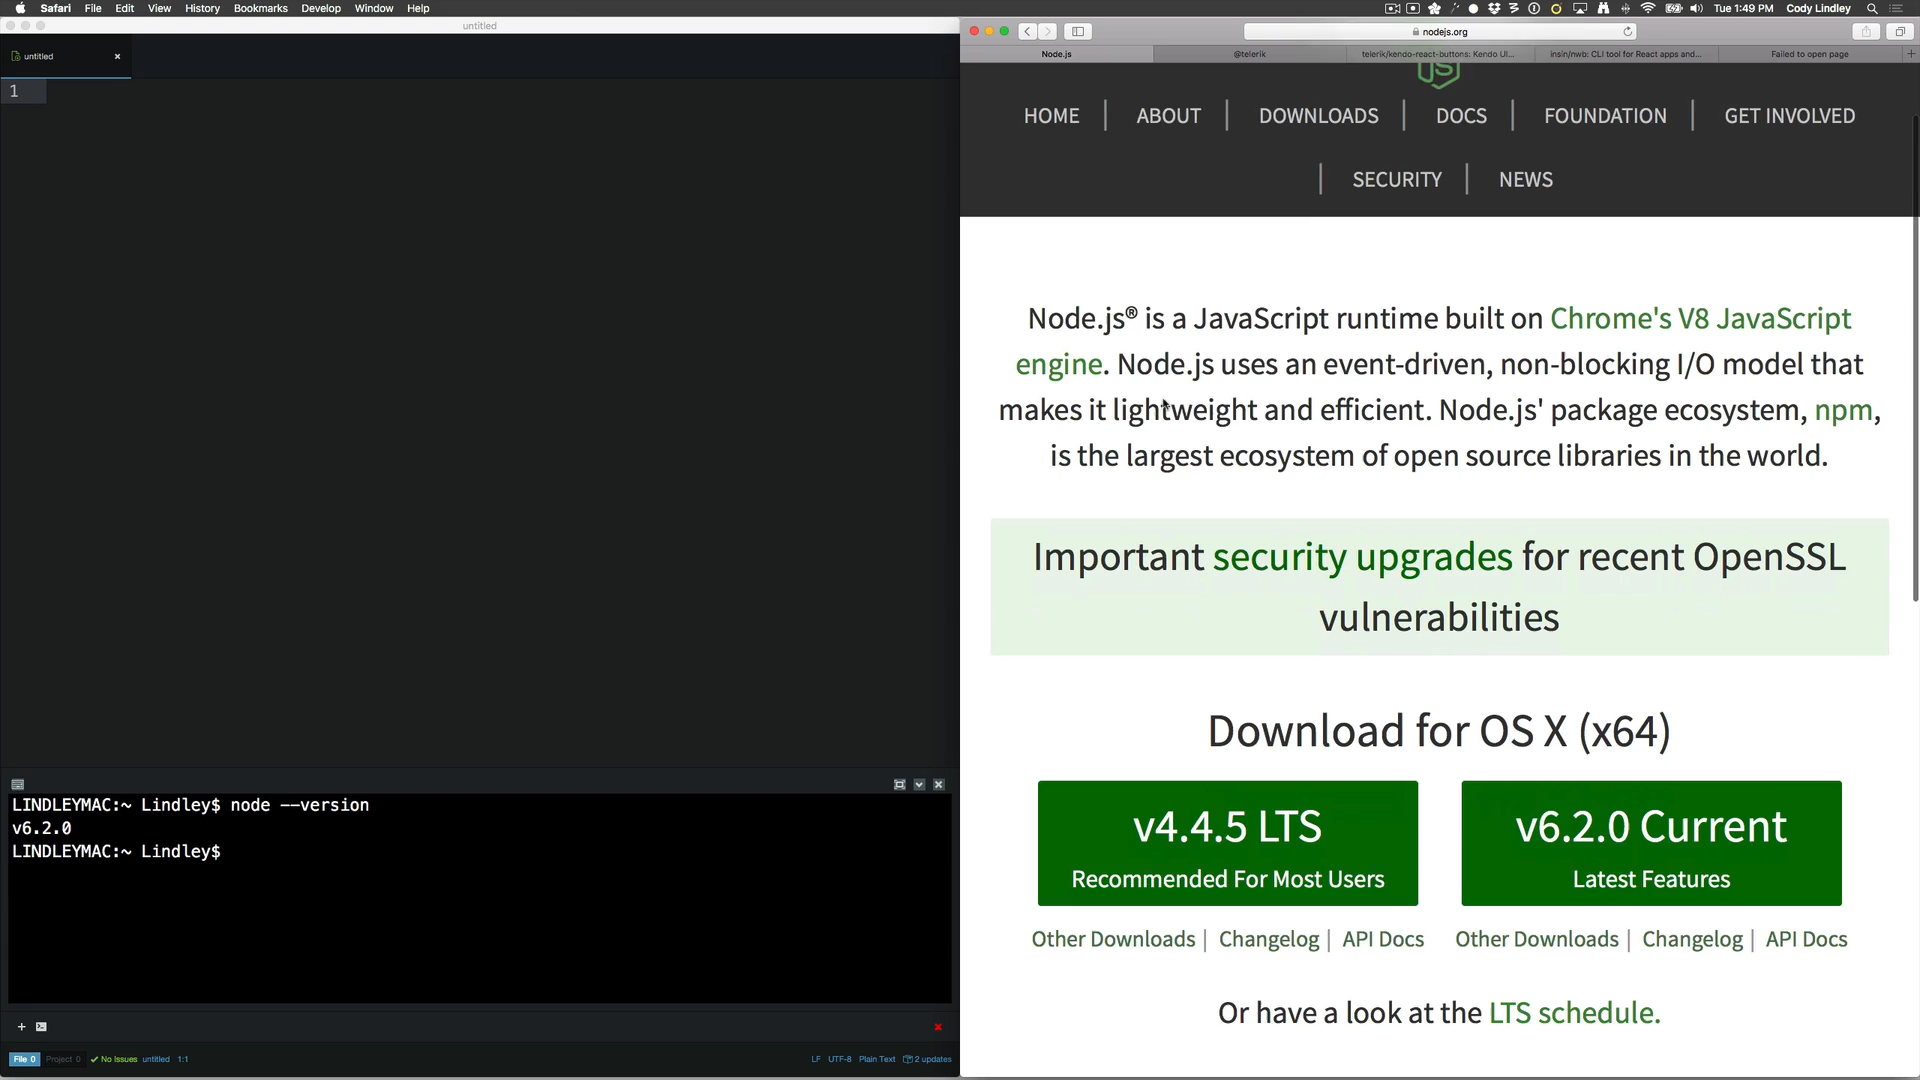 Safari File Edit View History Bookmarks Develop Window Help
Tue 1:49 PM Cody Lindley
untitled
untitled
1
LINDLEYMAC:~ Lindley$ node --version
v6.2.0
LINDLEYMAC:~ Lindley$
File 0 Project 0 No Issues untitled 1:1
LF UTF-8 Plain Text 2 updates
nodejs.org
Node.js
@telerik
telerik/kendo-react-buttons: Kendo UI...
insin/nwb: CLI tool for React apps and...
Failed to open page
JS
HOME | ABOUT | DOWNLOADS | DOCS | FOUNDATION | GET INVOLVED
| SECURITY | NEWS
Node.js® is a JavaScript runtime built on Chrome's V8 JavaScript
engine. Node.js uses an event-driven, non-blocking I/O model that
makes it lightweight and efficient. Node.js' package ecosystem, npm,
is the largest ecosystem of open source libraries in the world.
Important security upgrades for recent OpenSSL
vulnerabilities
Download for OS X (x64)
v4.4.5 LTS
Recommended For Most Users
v6.2.0 Current
Latest Features
Other Downloads | Changelog | API Docs
Other Downloads | Changelog | API Docs
Or have a look at the LTS schedule.